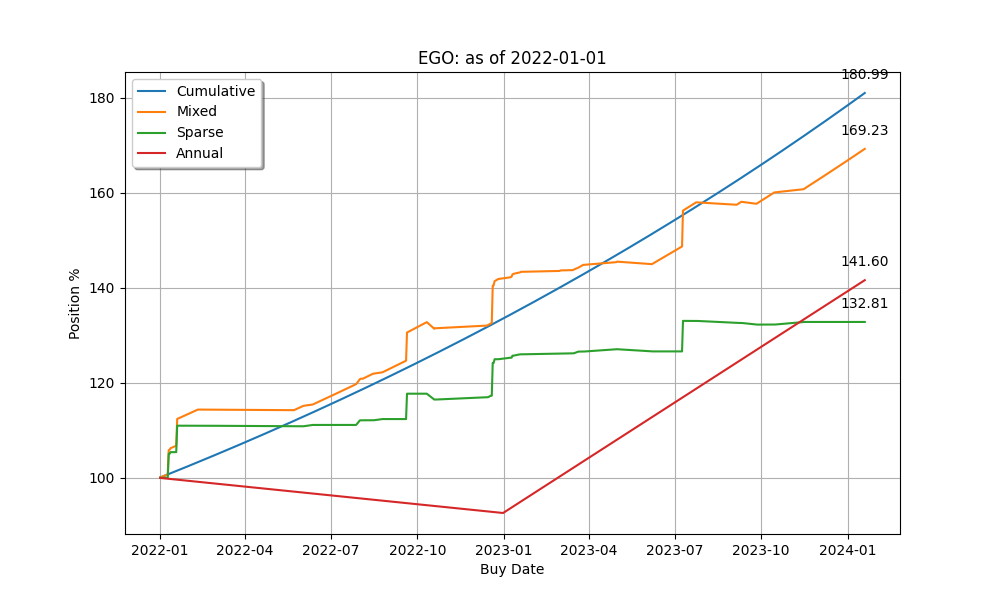 EGO: as of 2022-01-01
180.99
180
Cumulative
Mixed
Sparse
Annual
169.23
160
141.60
140
132.81
120
100
Position %
2022-01 2022-04 2022-07 2022-10 2023-01 2023-04 2023-07 2023-10 2024-01
Buy Date